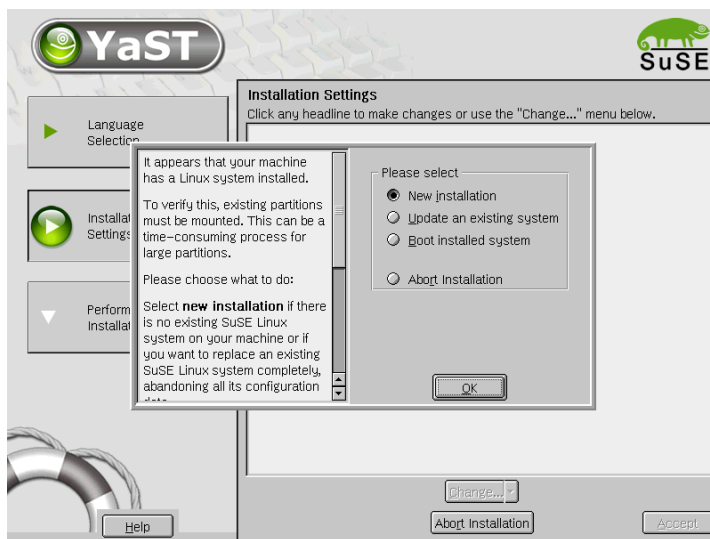 YaST
SuSE
Language
Selection
Installation Settings
Click any headline to make changes or use the "Change..." menu below.
Installat
Settings
Perform
Installat
It appears that your machine
has a Linux system installed.
To verify this, existing partitions
must be mounted. This can be a
time-consuming process for
large partitions.
Please choose what to do:
Select new installation if there
is no existing SuSE Linux
system on your machine or if
you want to replace an existing
SuSE Linux system completely,
abandoning all its configuration
Please select
New installation
Update an existing system
Boot installed system
Abort Installation
OK
Change...
Help
Abort Installation
Accept